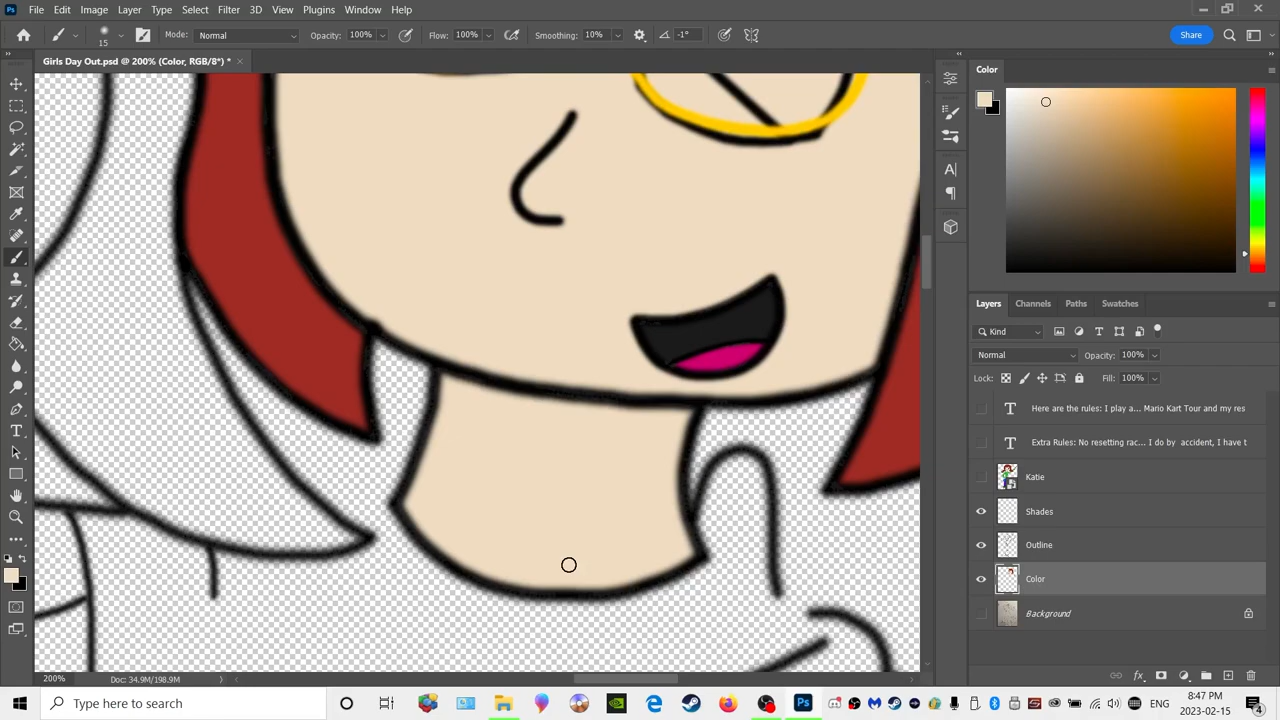 File Edit Image Layer Type Select Filter 3D View Plugins Window Help
15 Mode: Normal Opacity: 100% Flow: 100% Smoothing: 10% -1° Share
Girls Day Out.psd @ 200% (Color, RGB/8*) *
Color
Layers Channels Paths Swatches
Kind
Normal Opacity: 100%
Lock: Fill: 100%
Here are the rules: I play a... Mario Kart Tour and my res
Extra Rules: No resetting rac... I do by accident, I have t
Katie
Shades
Outline
Color
Background
200% Doc: 34.9M/198.9M
Type here to search
ENG
8:47 PM
2023-02-15
4